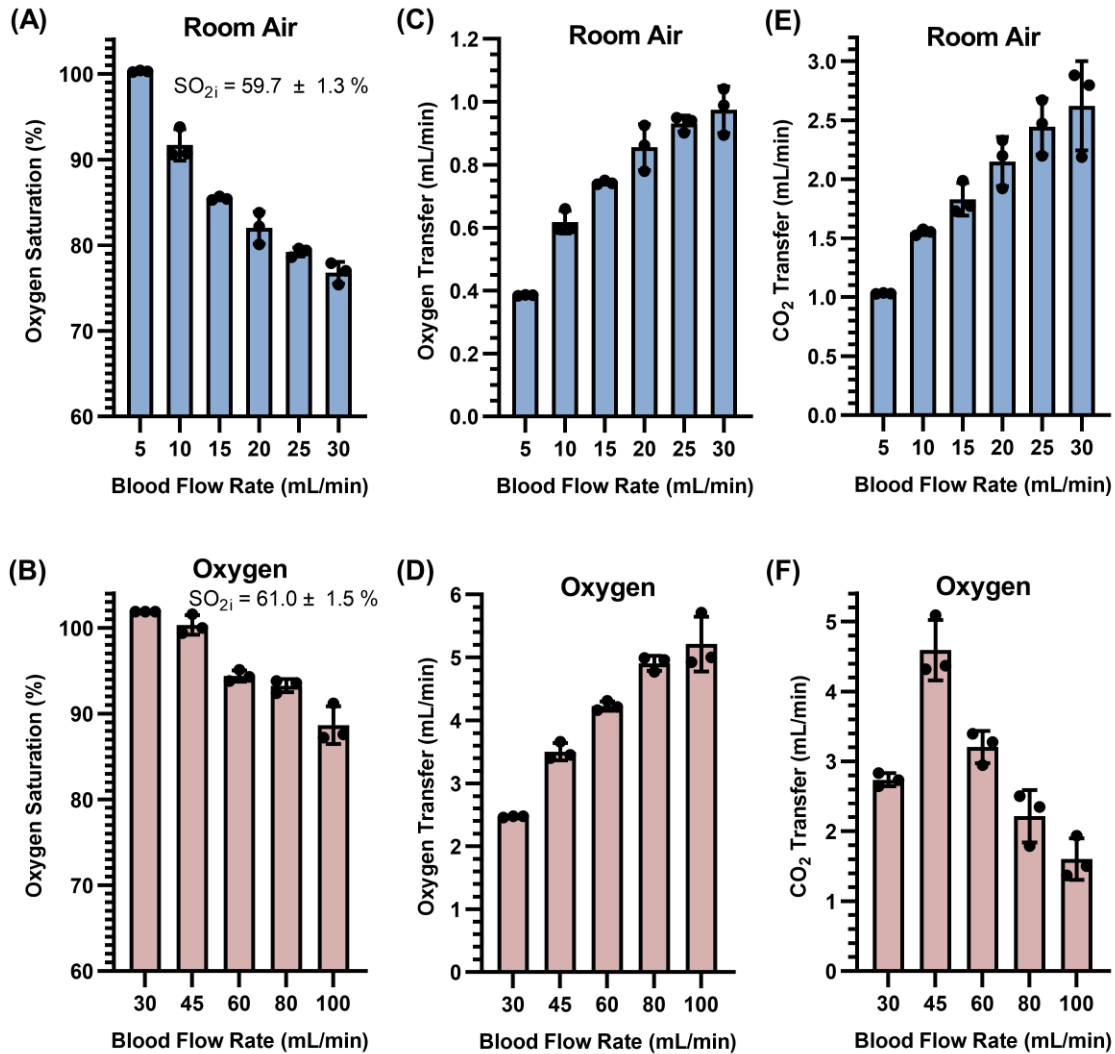 (A)
Room Air
SO2i = 59.7 ± 1.3 %
Oxygen Saturation (%)
100
90
80
70
60
5 10 15 20 25 30
Blood Flow Rate (mL/min)
(C)
Room Air
Oxygen Transfer (mL/min)
1.2
1.0
0.8
0.6
0.4
0.2
0.0
5 10 15 20 25 30
Blood Flow Rate (mL/min)
(E)
Room Air
CO2 Transfer (mL/min)
3.0
2.5
2.0
1.5
1.0
0.5
0.0
5 10 15 20 25 30
Blood Flow Rate (mL/min)
(B)
Oxygen
SO2i = 61.0 ± 1.5 %
Oxygen Saturation (%)
100
90
80
70
60
30 45 60 80 100
Blood Flow Rate (mL/min)
(D)
Oxygen
Oxygen Transfer (mL/min)
6
5
4
3
2
1
0
30 45 60 80 100
Blood Flow Rate (mL/min)
(F)
Oxygen
CO2 Transfer (mL/min)
5
4
3
2
1
0
30 45 60 80 100
Blood Flow Rate (mL/min)